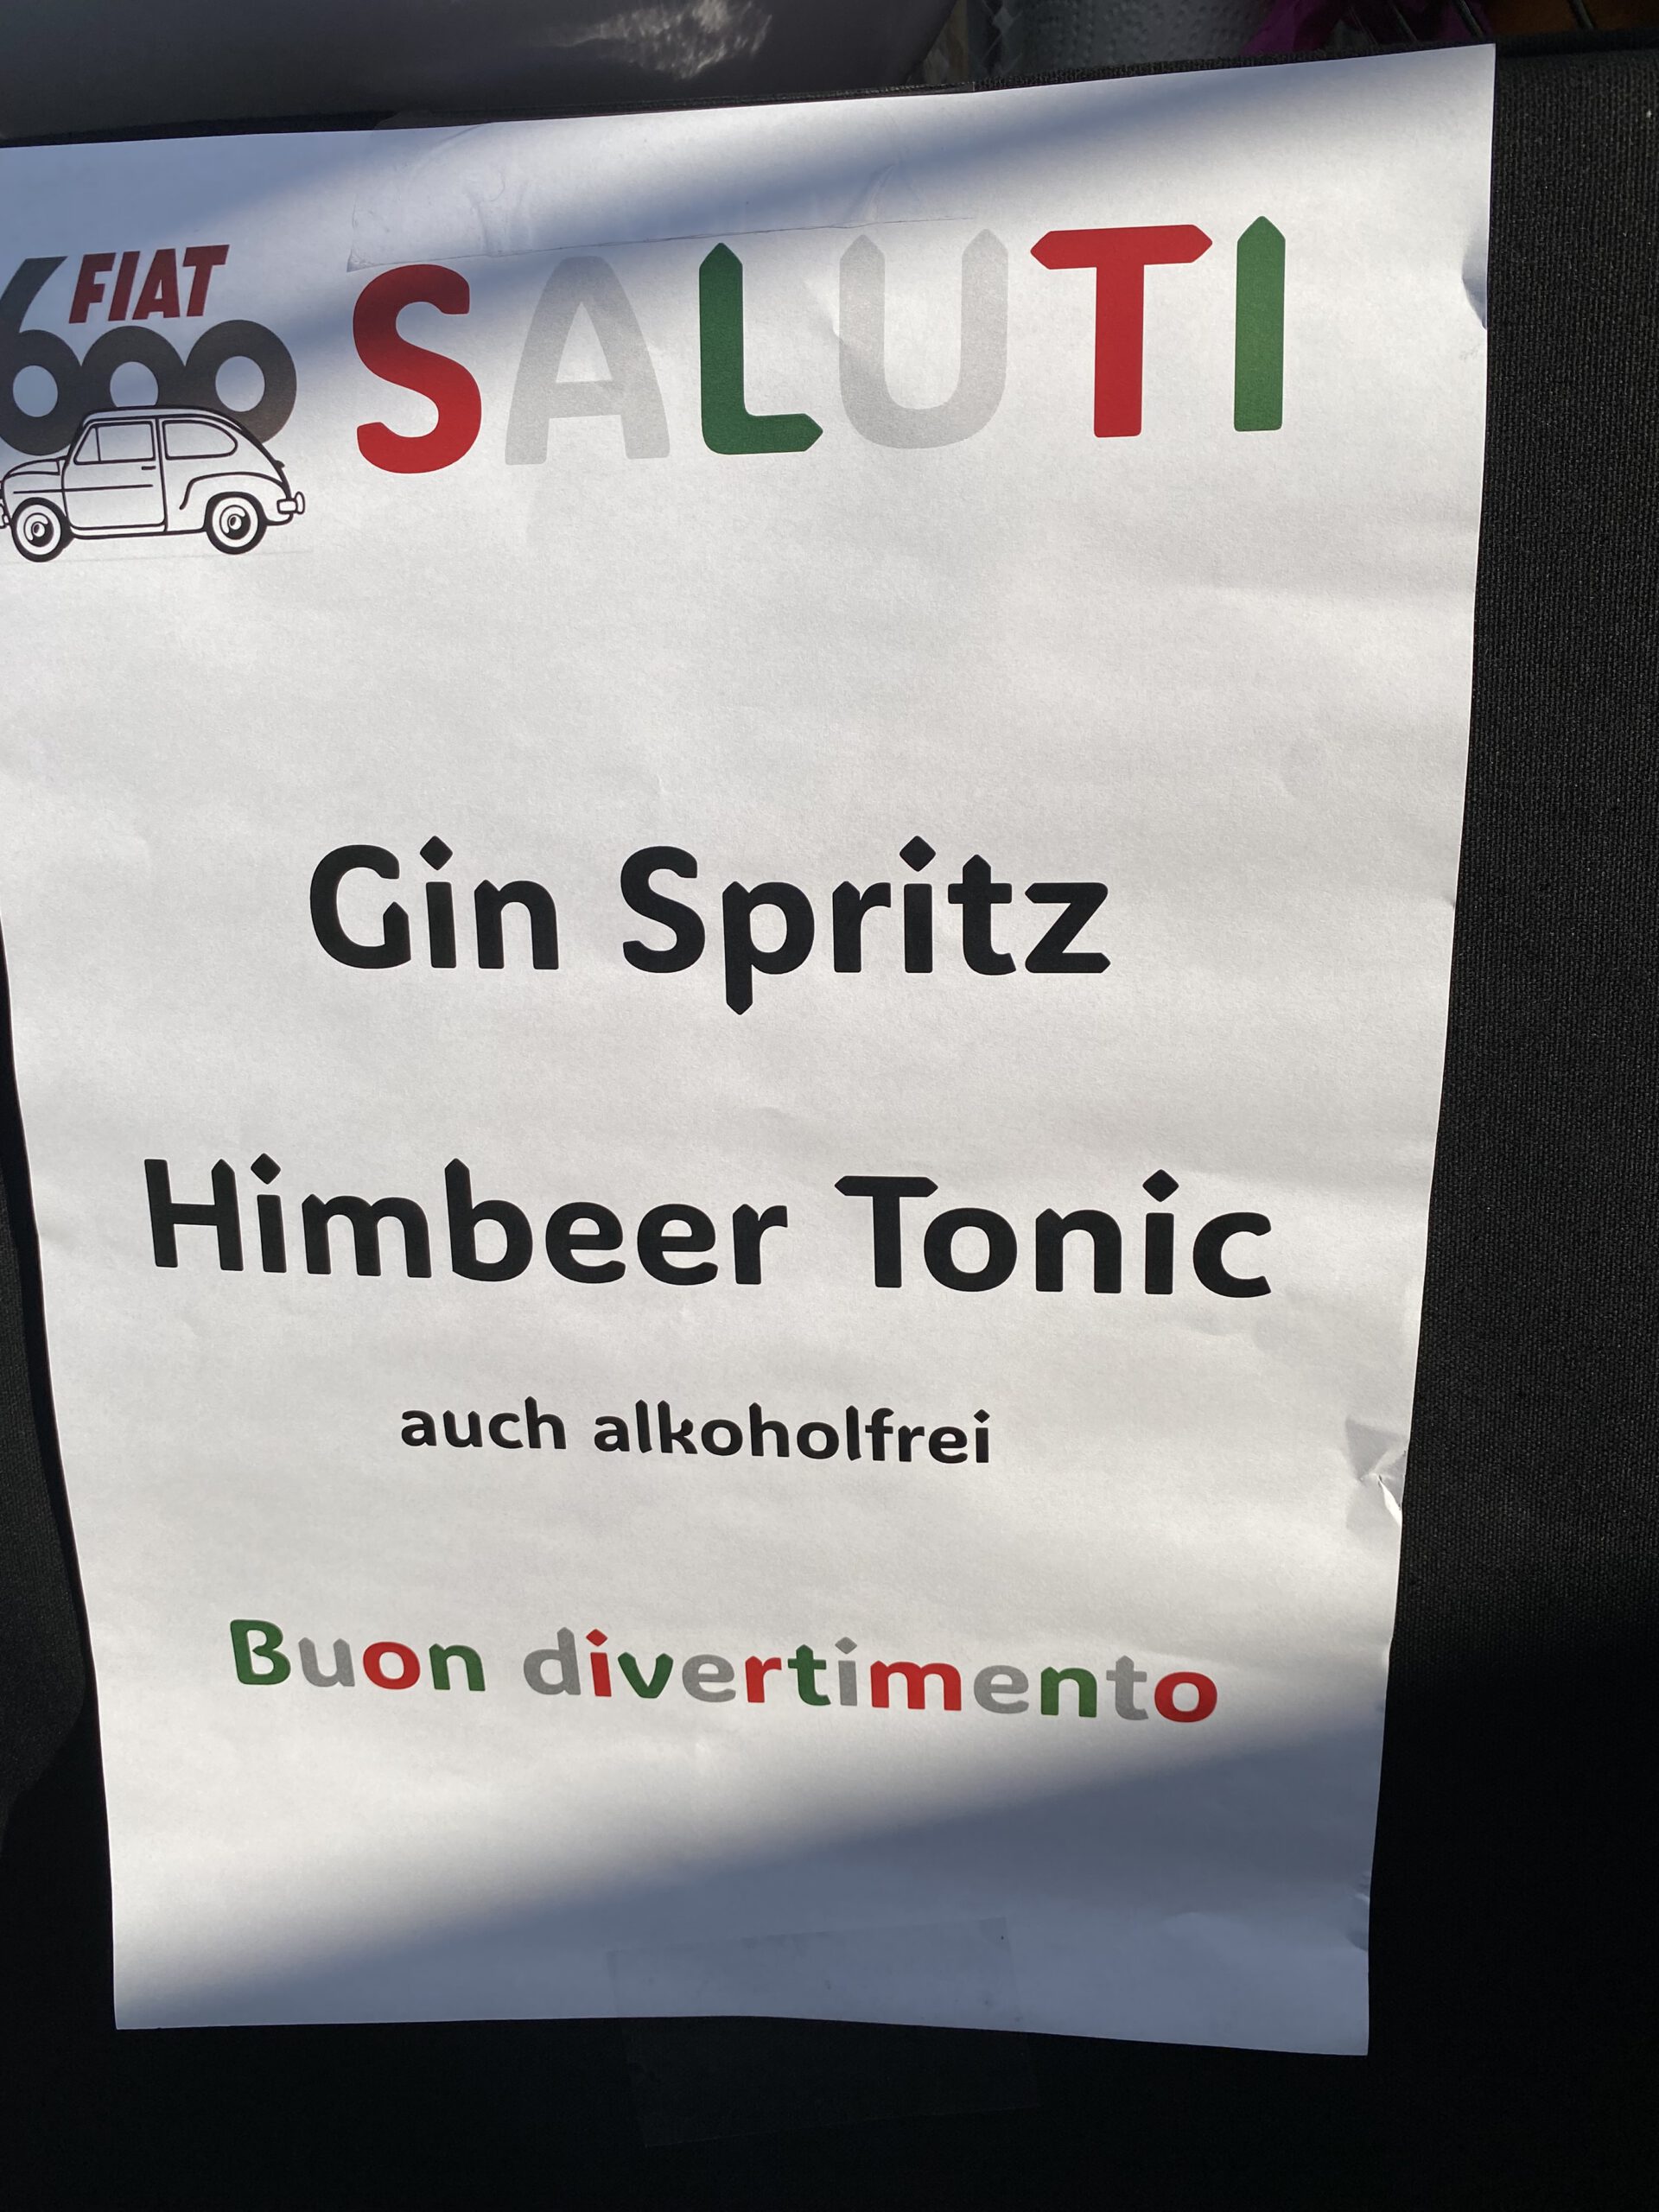 FIAT
600
SALUTI
Gin Spritz
Himbeer Tonic
auch alkoholfrei
Buon divertimento